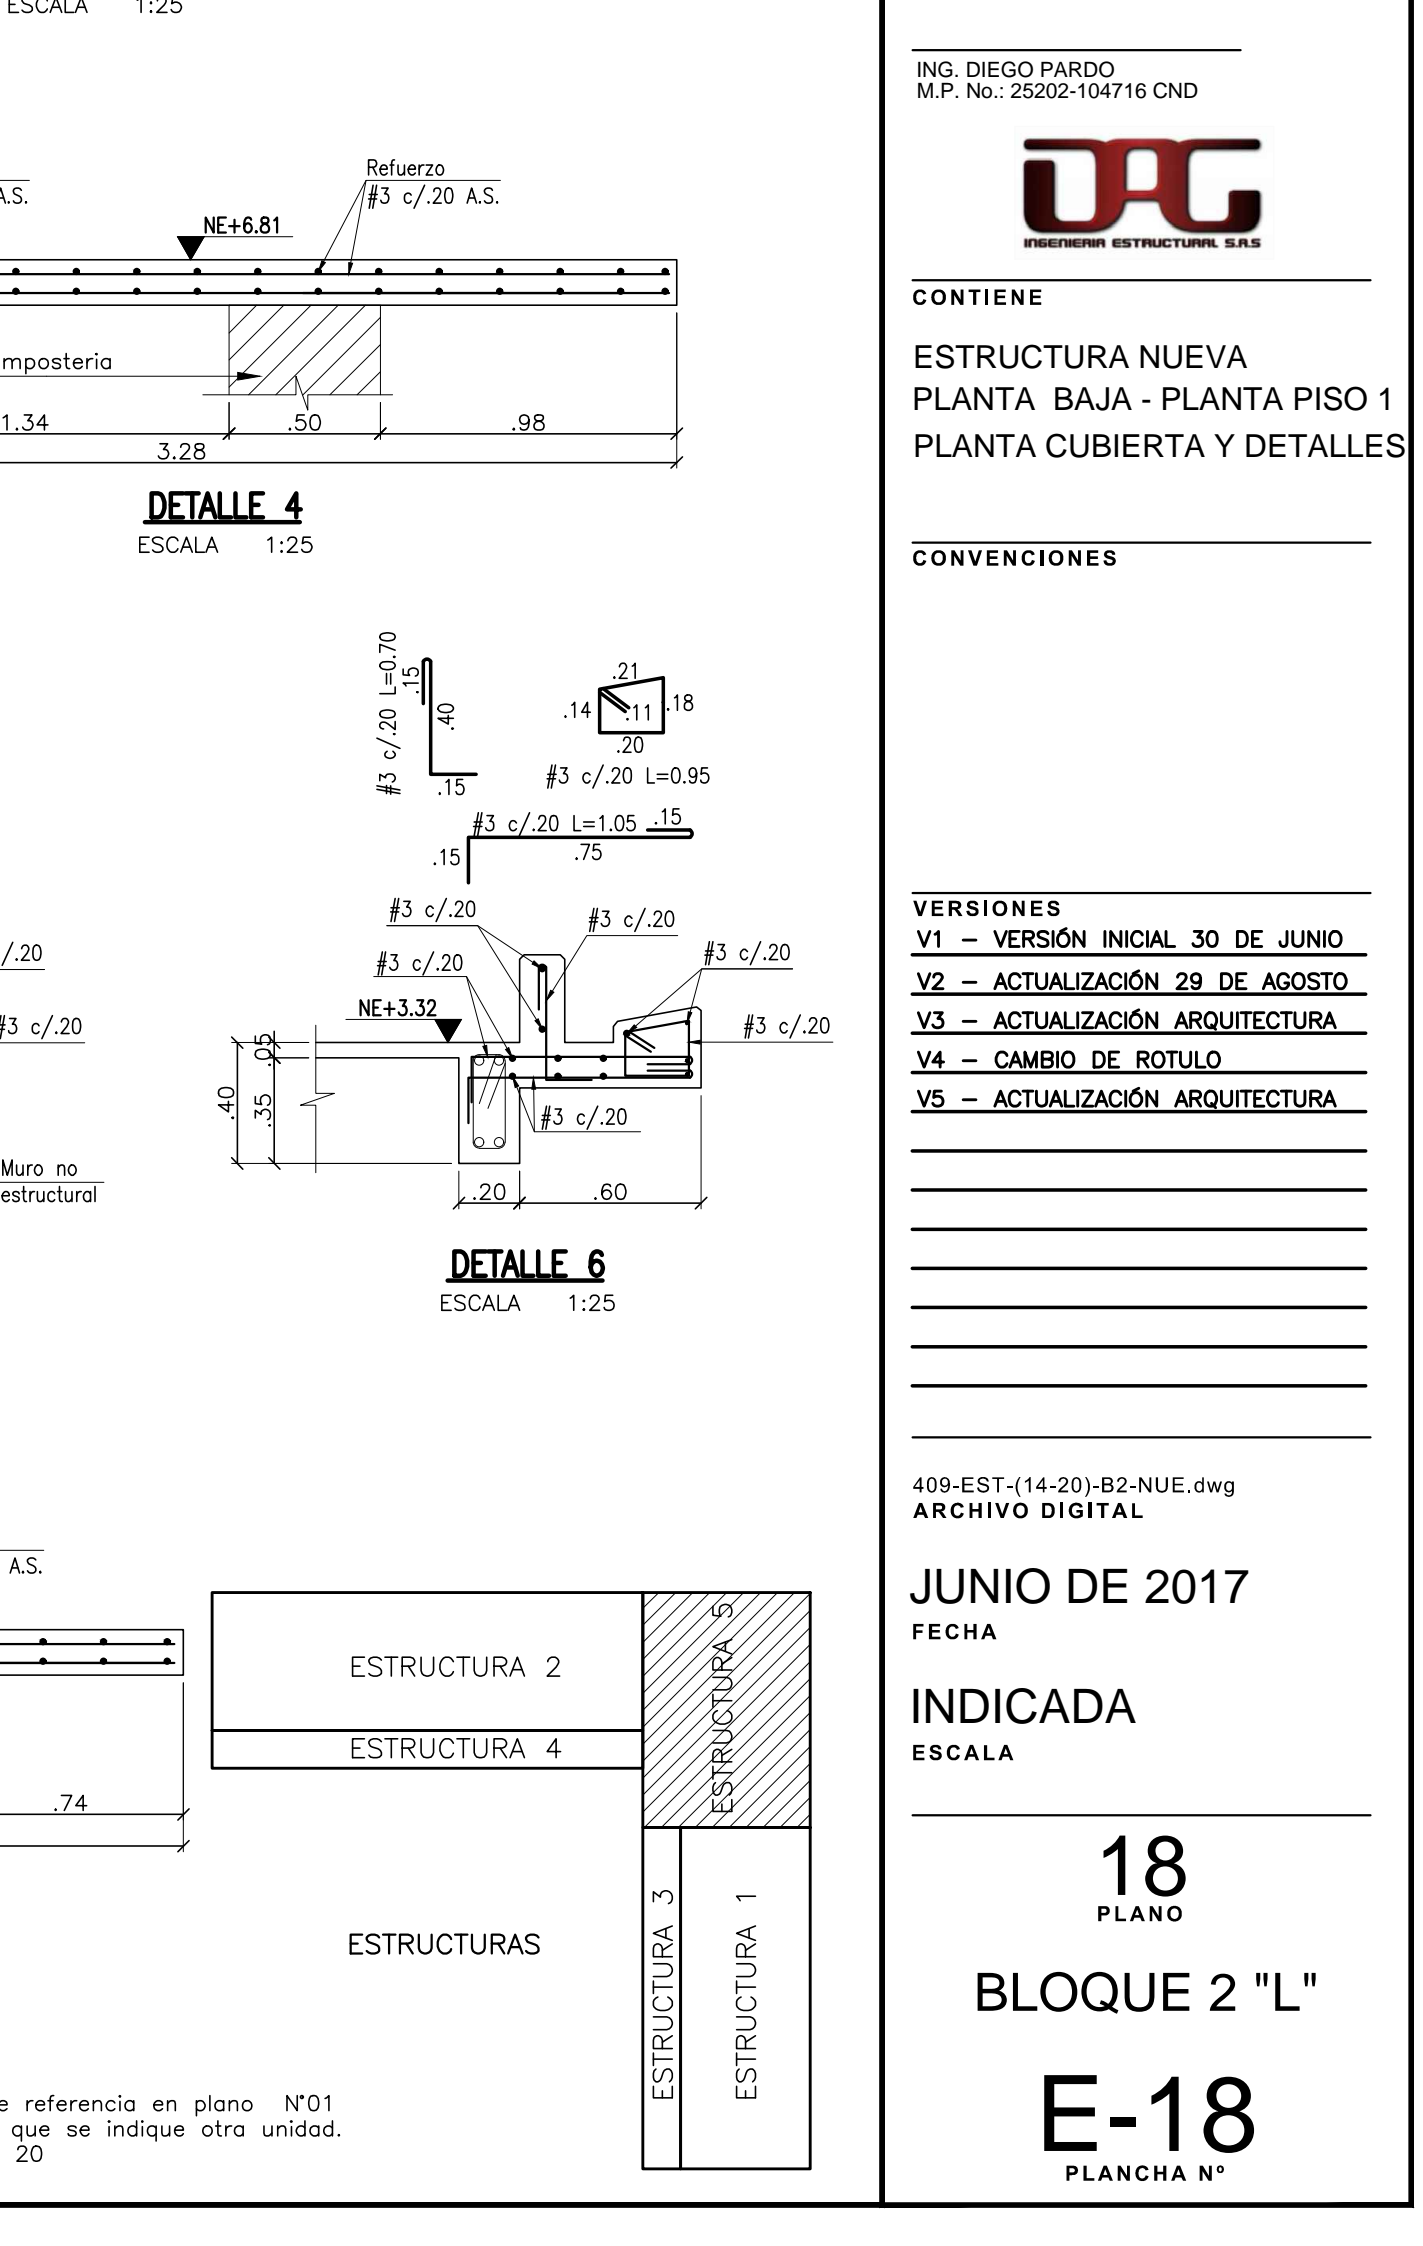 ESCALA 1:25
A.S.
Refuerzo
#3 c/.20 A.S.
NE+6.81
mposteria
1.34
.50
.98
3.28
DETALLE 4
ESCALA 1:25
#3 c/.20 L=0.70
.15
.40
.15
.21
.14
.11
.18
.20
#3 c/.20 L=0.95
#3 c/.20 L=1.05
.15
.15
.75
#3 c/.20
#3 c/.20
#3 c/.20
#3 c/.20
NE+3.32
#3 c/.20
#3 c/.20
.05
.40
.35
.20
.60
/.20
#3 c/.20
Muro no
estructural
DETALLE 6
ESCALA 1:25
A.S.
.74
ESTRUCTURA 2
ESTRUCTURA 4
ESTRUCTURA 5
ESTRUCTURA 3
ESTRUCTURA 1
ESTRUCTURAS
e referencia en plano N°01
que se indique otra unidad.
20
ING. DIEGO PARDO
M.P. No.: 25202-104716 CND
DAG
INGENIERIA ESTRUCTURAL S.A.S
CONTIENE
ESTRUCTURA NUEVA
PLANTA BAJA - PLANTA PISO 1
PLANTA CUBIERTA Y DETALLES
CONVENCIONES
VERSIONES
V1 – VERSIÓN INICIAL 30 DE JUNIO
V2 – ACTUALIZACIÓN 29 DE AGOSTO
V3 – ACTUALIZACIÓN ARQUITECTURA
V4 – CAMBIO DE ROTULO
V5 – ACTUALIZACIÓN ARQUITECTURA
409-EST-(14-20)-B2-NUE.dwg
ARCHIVO DIGITAL
JUNIO DE 2017
FECHA
INDICADA
ESCALA
18
PLANO
BLOQUE 2 "L"
E-18
PLANCHA Nº